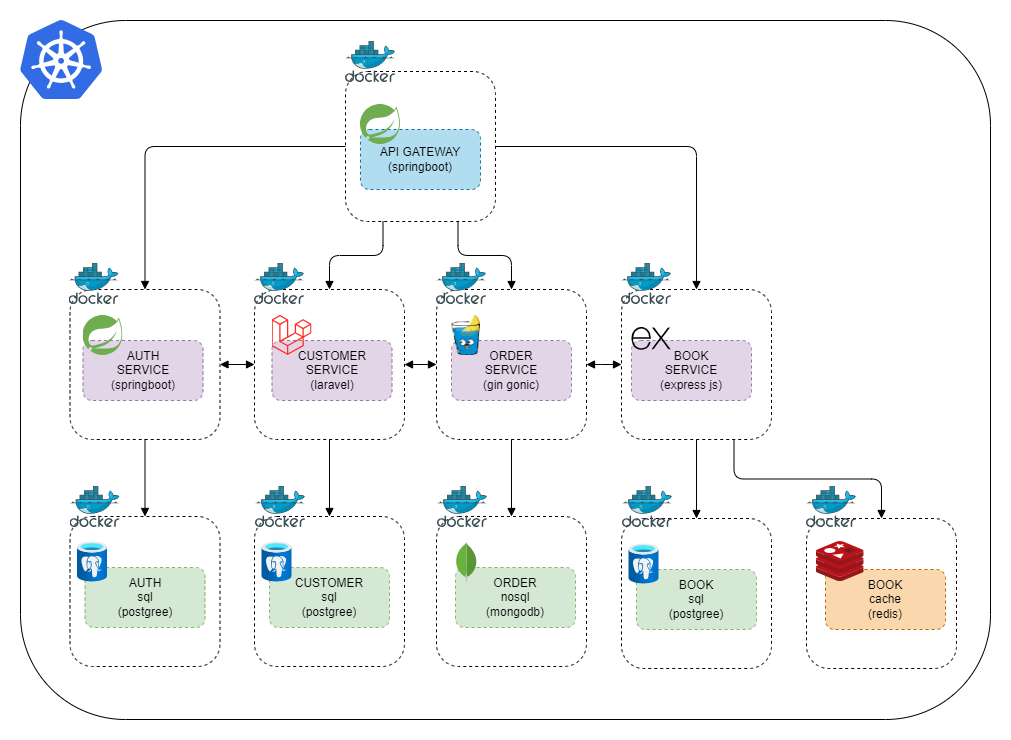 docker
API GATEWAY
(springboot)
docker
docker
docker
docker
ex
AUTH
SERVICE
(springboot)
CUSTOMER
SERVICE
(laravel)
ORDER
SERVICE
(gin gonic)
BOOK
SERVICE
(express js)
docker
docker
docker
docker
docker
AUTH
sql
(postgree)
CUSTOMER
sql
(postgree)
ORDER
nosql
(mongodb)
BOOK
sql
(postgree)
BOOK
cache
(redis)